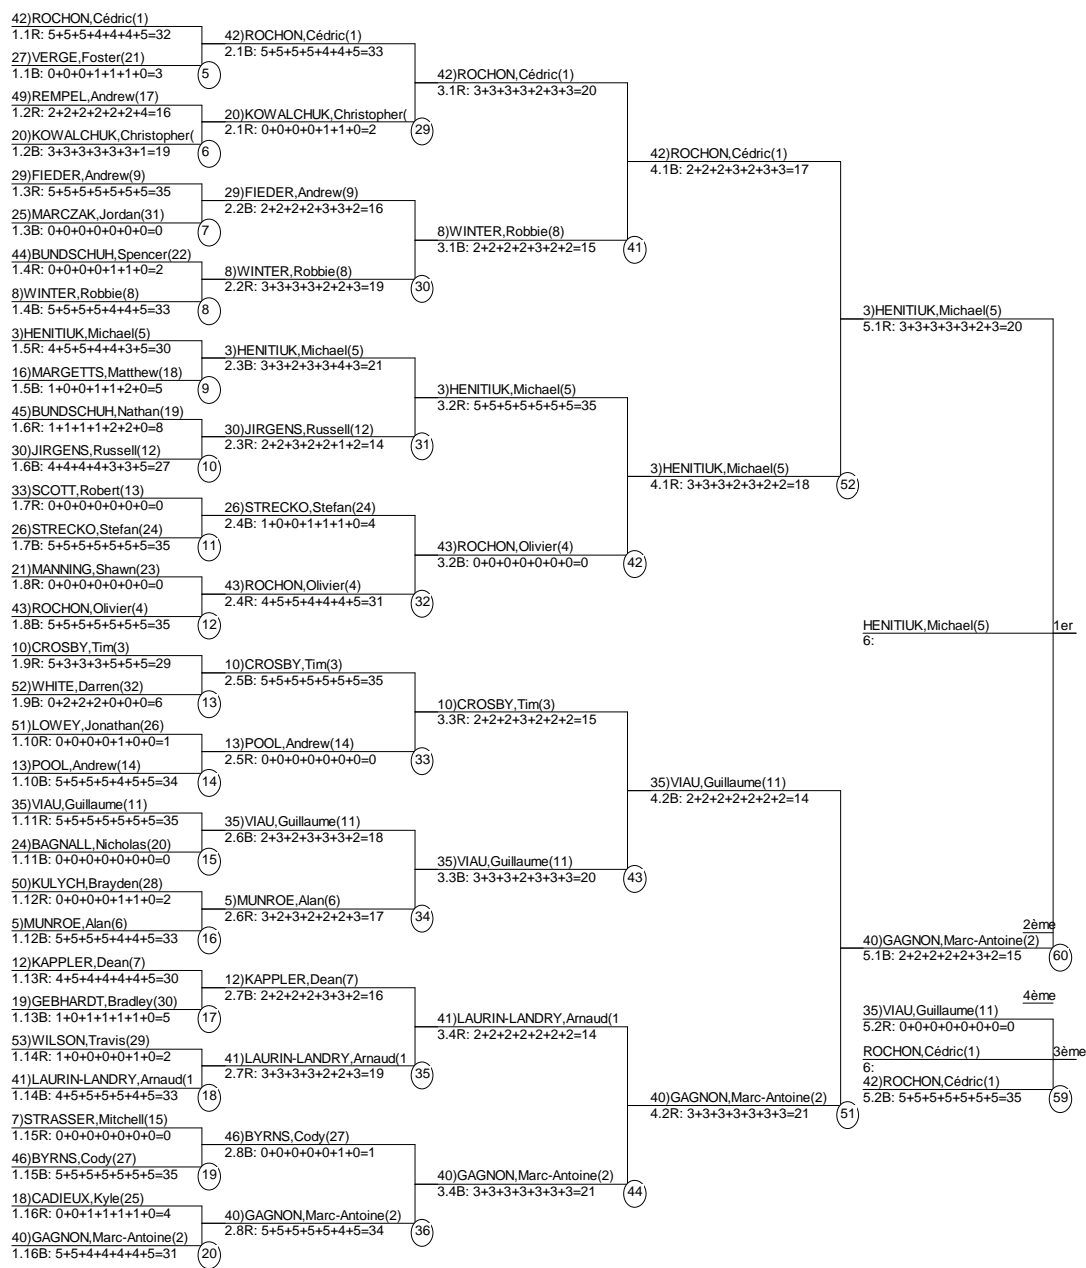 42)ROCHON,Cédric(1)
1.1R: 5+5+5+4+4+4+5=32
27)VERGE,Foster(21)
1.1B: 0+0+0+1+1+1+0=3
5
49)REMPEL,Andrew(17)
1.2R: 2+2+2+2+2+2+4=16
20)KOWALCHUK,Christopher(
1.2B: 3+3+3+3+3+3+1=19
6
29)FIEDER,Andrew(9)
1.3R: 5+5+5+5+5+5+5=35
25)MARCZAK,Jordan(31)
1.3B: 0+0+0+0+0+0+0=0
7
44)BUNDSCHUH,Spencer(22)
1.4R: 0+0+0+0+1+1+0=2
8)WINTER,Robbie(8)
1.4B: 5+5+5+5+4+4+5=33
8
3)HENITIUK,Michael(5)
1.5R: 4+5+5+4+4+3+5=30
16)MARGETTS,Matthew(18)
1.5B: 1+0+0+1+1+2+0=5
9
45)BUNDSCHUH,Nathan(19)
1.6R: 1+1+1+1+2+2+0=8
30)JIRGENS,Russell(12)
1.6B: 4+4+4+4+3+3+5=27
10
33)SCOTT,Robert(13)
1.7R: 0+0+0+0+0+0+0=0
26)STRECKO,Stefan(24)
1.7B: 5+5+5+5+5+5+5=35
11
21)MANNING,Shawn(23)
1.8R: 0+0+0+0+0+0+0=0
43)ROCHON,Olivier(4)
1.8B: 5+5+5+5+5+5+5=35
12
10)CROSBY,Tim(3)
1.9R: 5+3+3+3+5+5+5=29
52)WHITE,Darren(32)
1.9B: 0+2+2+2+0+0+0=6
13
51)LOWEY,Jonathan(26)
1.10R: 0+0+0+0+1+0+0=1
13)POOL,Andrew(14)
1.10B: 5+5+5+5+4+5+5=34
14
35)VIAU,Guillaume(11)
1.11R: 5+5+5+5+5+5+5=35
24)BAGNALL,Nicholas(20)
1.11B: 0+0+0+0+0+0+0=0
15
50)KULYCH,Brayden(28)
1.12R: 0+0+0+0+1+1+0=2
5)MUNROE,Alan(6)
1.12B: 5+5+5+5+4+4+5=33
16
12)KAPPLER,Dean(7)
1.13R: 4+5+4+4+4+4+5=30
19)GEBHARDT,Bradley(30)
1.13B: 1+0+1+1+1+1+0=5
17
53)WILSON,Travis(29)
1.14R: 1+0+0+0+0+1+0=2
41)LAURIN-LANDRY,Arnaud(1
1.14B: 4+5+5+5+5+4+5=33
18
7)STRASSER,Mitchell(15)
1.15R: 0+0+0+0+0+0+0=0
46)BYRNS,Cody(27)
1.15B: 5+5+5+5+5+5+5=35
19
18)CADIEUX,Kyle(25)
1.16R: 0+0+1+1+1+1+0=4
40)GAGNON,Marc-Antoine(2)
1.16B: 5+5+4+4+4+4+5=31
20
42)ROCHON,Cédric(1)
2.1B: 5+5+5+5+4+4+5=33
20)KOWALCHUK,Christopher(
2.1R: 0+0+0+0+1+1+0=2
29
29)FIEDER,Andrew(9)
2.2B: 2+2+2+2+3+3+2=16
8)WINTER,Robbie(8)
2.2R: 3+3+3+3+2+2+3=19
30
3)HENITIUK,Michael(5)
2.3B: 3+3+2+3+3+4+3=21
30)JIRGENS,Russell(12)
2.3R: 2+2+3+2+2+1+2=14
31
26)STRECKO,Stefan(24)
2.4B: 1+0+0+1+1+1+0=4
43)ROCHON,Olivier(4)
2.4R: 4+5+5+4+4+4+5=31
32
10)CROSBY,Tim(3)
2.5B: 5+5+5+5+5+5+5=35
13)POOL,Andrew(14)
2.5R: 0+0+0+0+0+0+0=0
33
35)VIAU,Guillaume(11)
2.6B: 2+3+2+3+3+3+2=18
5)MUNROE,Alan(6)
2.6R: 3+2+3+2+2+2+3=17
34
12)KAPPLER,Dean(7)
2.7B: 2+2+2+2+3+3+2=16
41)LAURIN-LANDRY,Arnaud(1
2.7R: 3+3+3+3+2+2+3=19
35
46)BYRNS,Cody(27)
2.8B: 0+0+0+0+0+1+0=1
40)GAGNON,Marc-Antoine(2)
2.8R: 5+5+5+5+5+4+5=34
36
42)ROCHON,Cédric(1)
3.1R: 3+3+3+3+2+3+3=20
8)WINTER,Robbie(8)
3.1B: 2+2+2+2+3+2+2=15
41
3)HENITIUK,Michael(5)
3.2R: 5+5+5+5+5+5+5=35
43)ROCHON,Olivier(4)
3.2B: 0+0+0+0+0+0+0=0
42
10)CROSBY,Tim(3)
3.3R: 2+2+2+3+2+2+2=15
35)VIAU,Guillaume(11)
3.3B: 3+3+3+2+3+3+3=20
43
41)LAURIN-LANDRY,Arnaud(1
3.4R: 2+2+2+2+2+2+2=14
40)GAGNON,Marc-Antoine(2)
3.4B: 3+3+3+3+3+3+3=21
44
42)ROCHON,Cédric(1)
4.1B: 2+2+2+3+2+3+3=17
3)HENITIUK,Michael(5)
4.1R: 3+3+3+2+3+2+2=18
52
35)VIAU,Guillaume(11)
4.2B: 2+2+2+2+2+2+2=14
40)GAGNON,Marc-Antoine(2)
4.2R: 3+3+3+3+3+3+3=21
51
3)HENITIUK,Michael(5)
5.1R: 3+3+3+3+3+2+3=20
HENITIUK,Michael(5)
1er
6:
2ème
40)GAGNON,Marc-Antoine(2)
5.1B: 2+2+2+2+2+3+2=15
60
4ème
35)VIAU,Guillaume(11)
5.2R: 0+0+0+0+0+0+0=0
ROCHON,Cédric(1)
3ème
6:
42)ROCHON,Cédric(1)
5.2B: 5+5+5+5+5+5+5=35
59